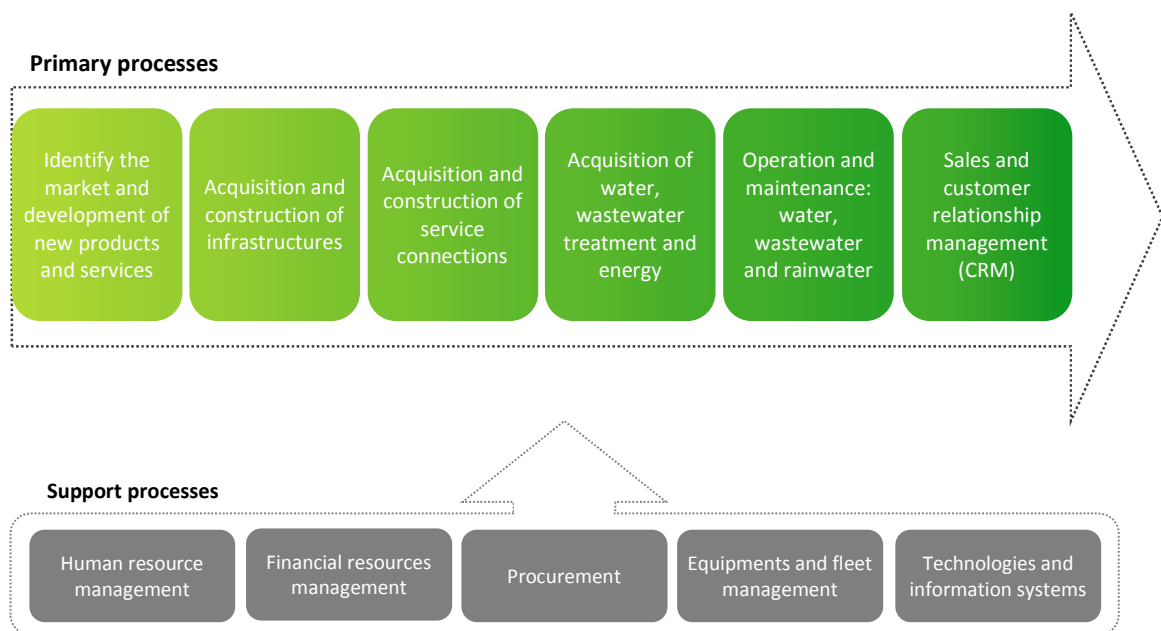 Primary processes
Identify the
market and
development of
new products
and services
Acquisition and
construction of
infrastructures
Acquisition and
construction of
service
connections
Acquisition of
water,
wastewater
treatment and
energy
Operation and
maintenance:
water,
wastewater
and rainwater
Sales and
customer
relationship
management
(CRM)
Support processes
Human resource
management
Financial resources
management
Procurement
Equipments and fleet
management
Technologies and
information systems